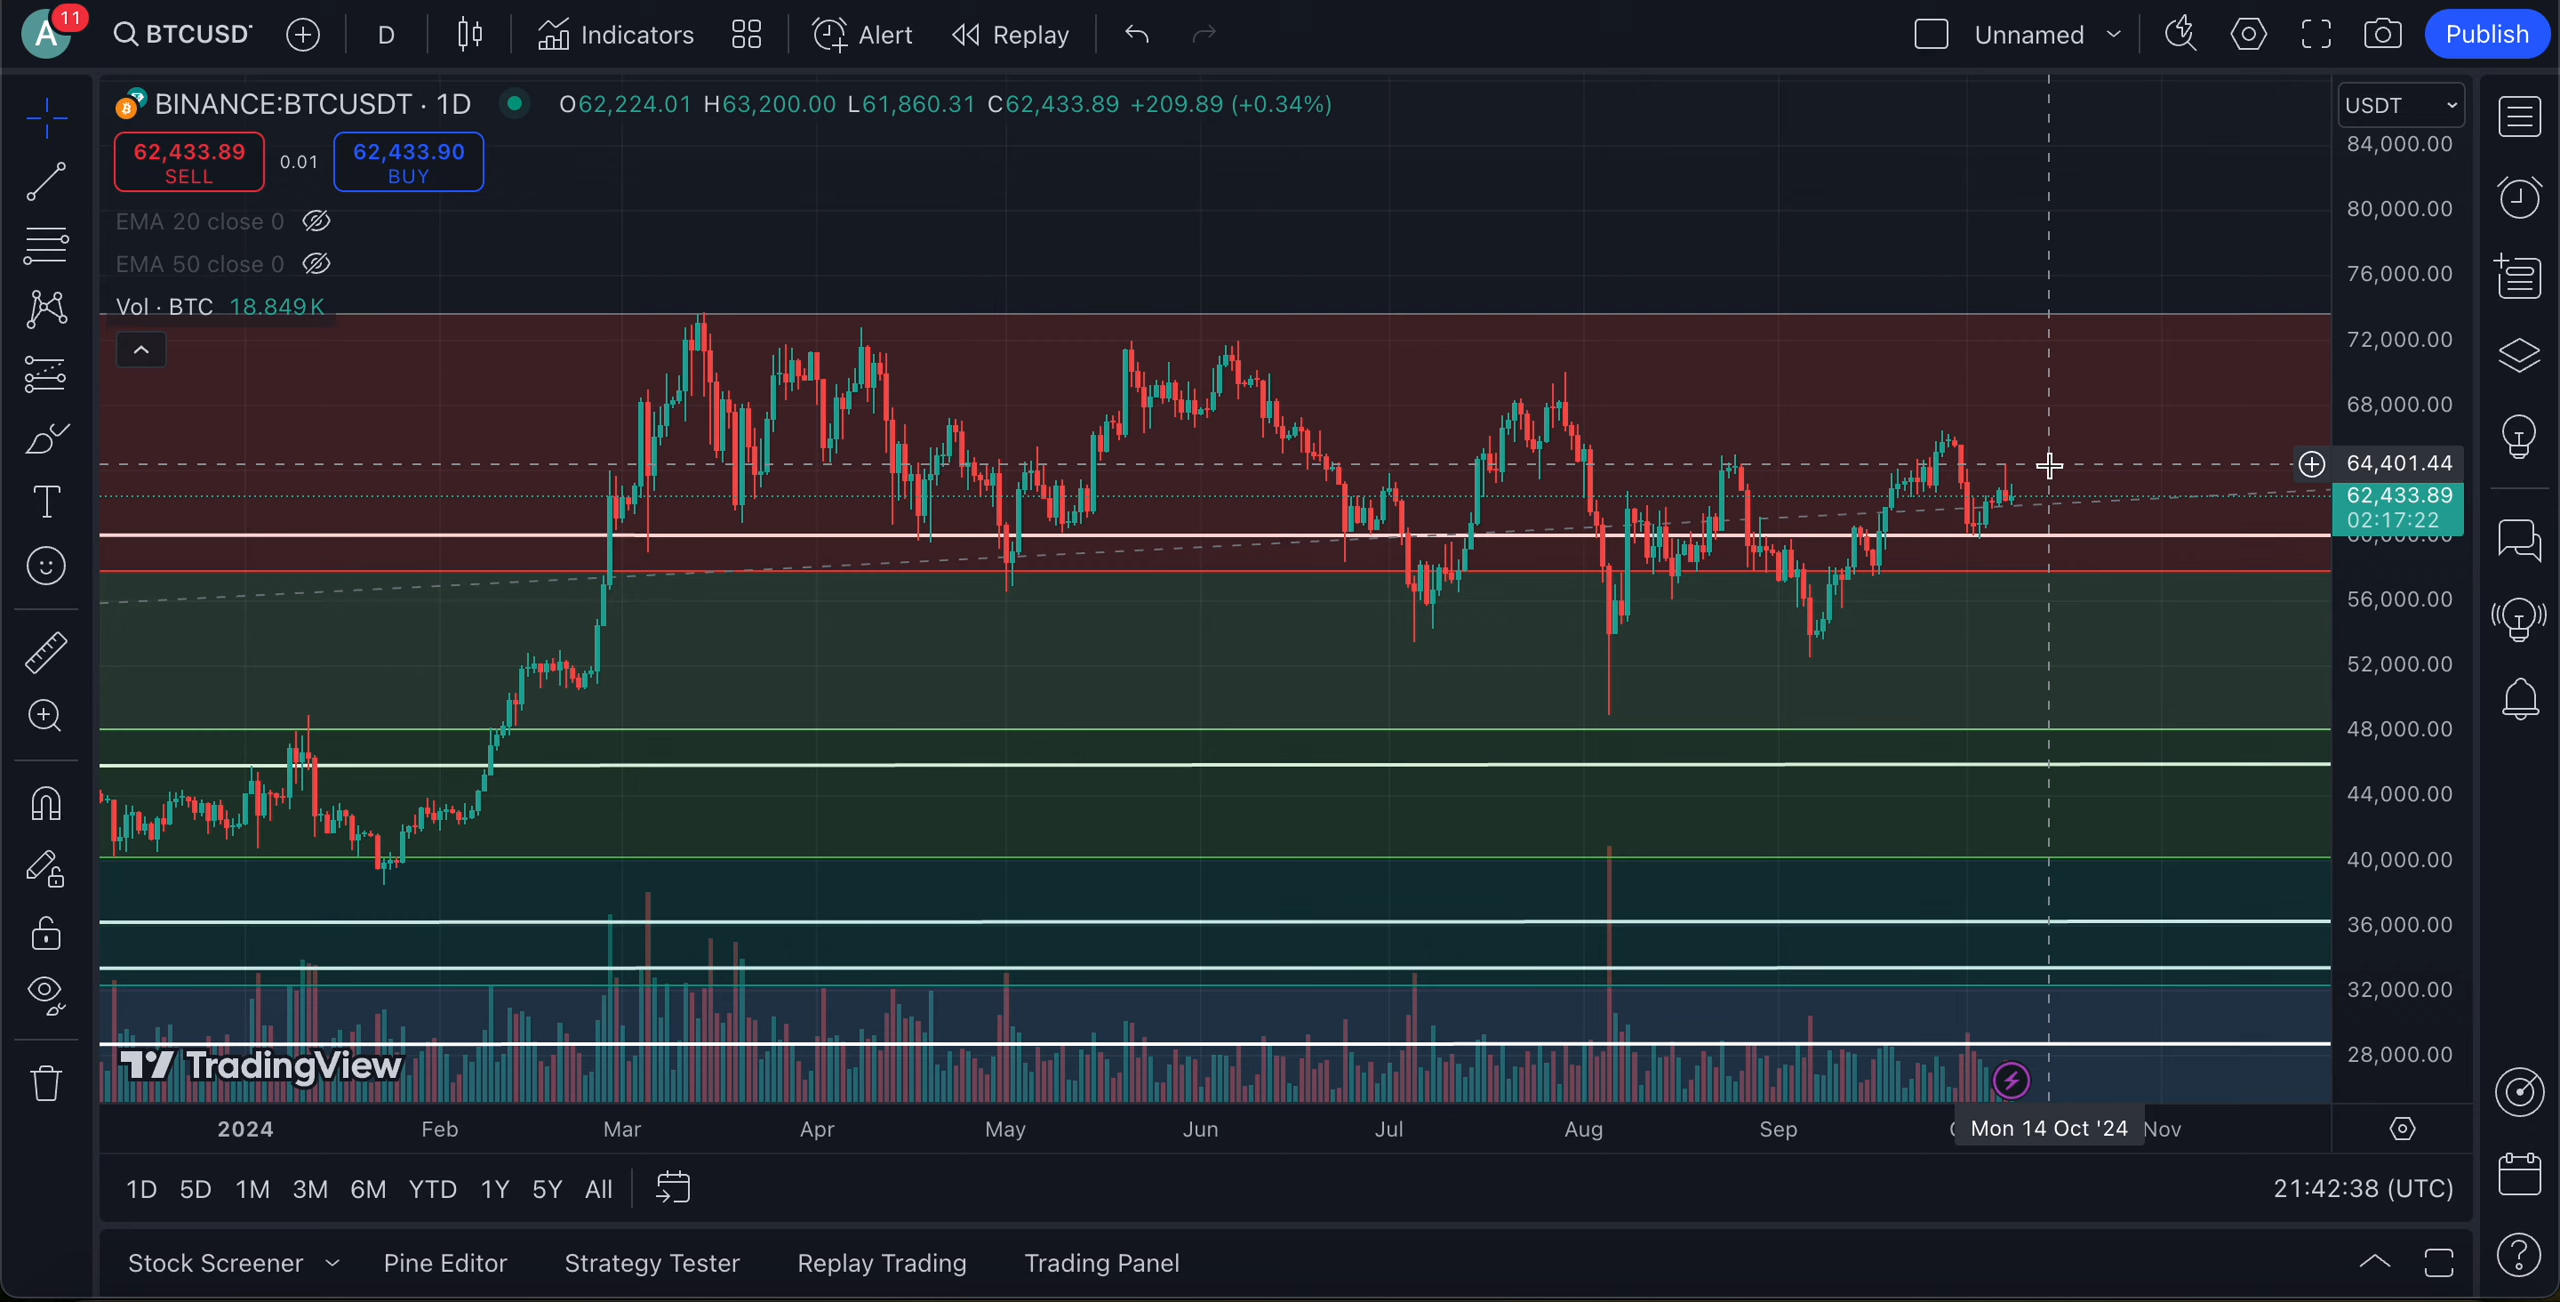 A 11 BTCUSDT D Indicators Alert Replay Unnamed Publish
BINANCE:BTCUSDT · 1D O62,224.01 H63,200.00 L61,860.31 C62,433.89 +209.89 (+0.34%) USDT
62,433.89 SELL
0.01
62,433.90 BUY
EMA 20 close 0
EMA 50 close 0
Vol · BTC 18.849K
84,000.00
80,000.00
76,000.00
72,000.00
68,000.00
64,401.44
62,433.89
02:17:22
56,000.00
52,000.00
48,000.00
44,000.00
40,000.00
36,000.00
32,000.00
28,000.00
TradingView
2024 Feb Mar Apr May Jun Jul Aug Sep Mon 14 Oct '24 Nov
1D 5D 1M 3M 6M YTD 1Y 5Y All 21:42:38 (UTC)
Stock Screener Pine Editor Strategy Tester Replay Trading Trading Panel